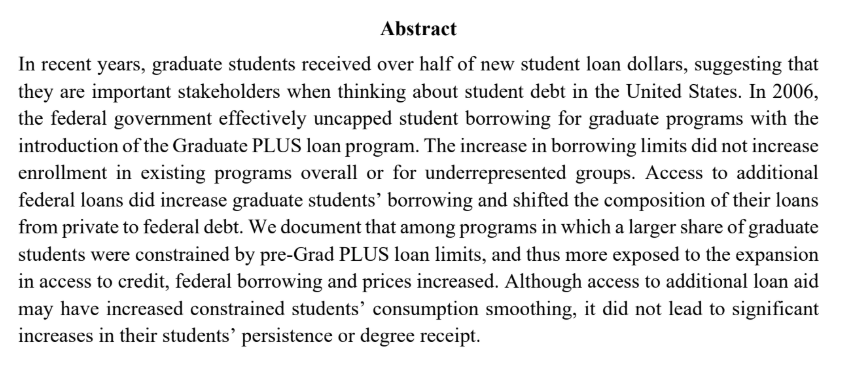 Abstract
In recent years, graduate students received over half of new student loan dollars, suggesting that
they are important stakeholders when thinking about student debt in the United States. In 2006,
the federal government effectively uncapped student borrowing for graduate programs with the
introduction of the Graduate PLUS loan program. The increase in borrowing limits did not increase
enrollment in existing programs overall or for underrepresented groups. Access to additional
federal loans did increase graduate students’ borrowing and shifted the composition of their loans
from private to federal debt. We document that among programs in which a larger share of graduate
students were constrained by pre-Grad PLUS loan limits, and thus more exposed to the expansion
in access to credit, federal borrowing and prices increased. Although access to additional loan aid
may have increased constrained students’ consumption smoothing, it did not lead to significant
increases in their students’ persistence or degree receipt.